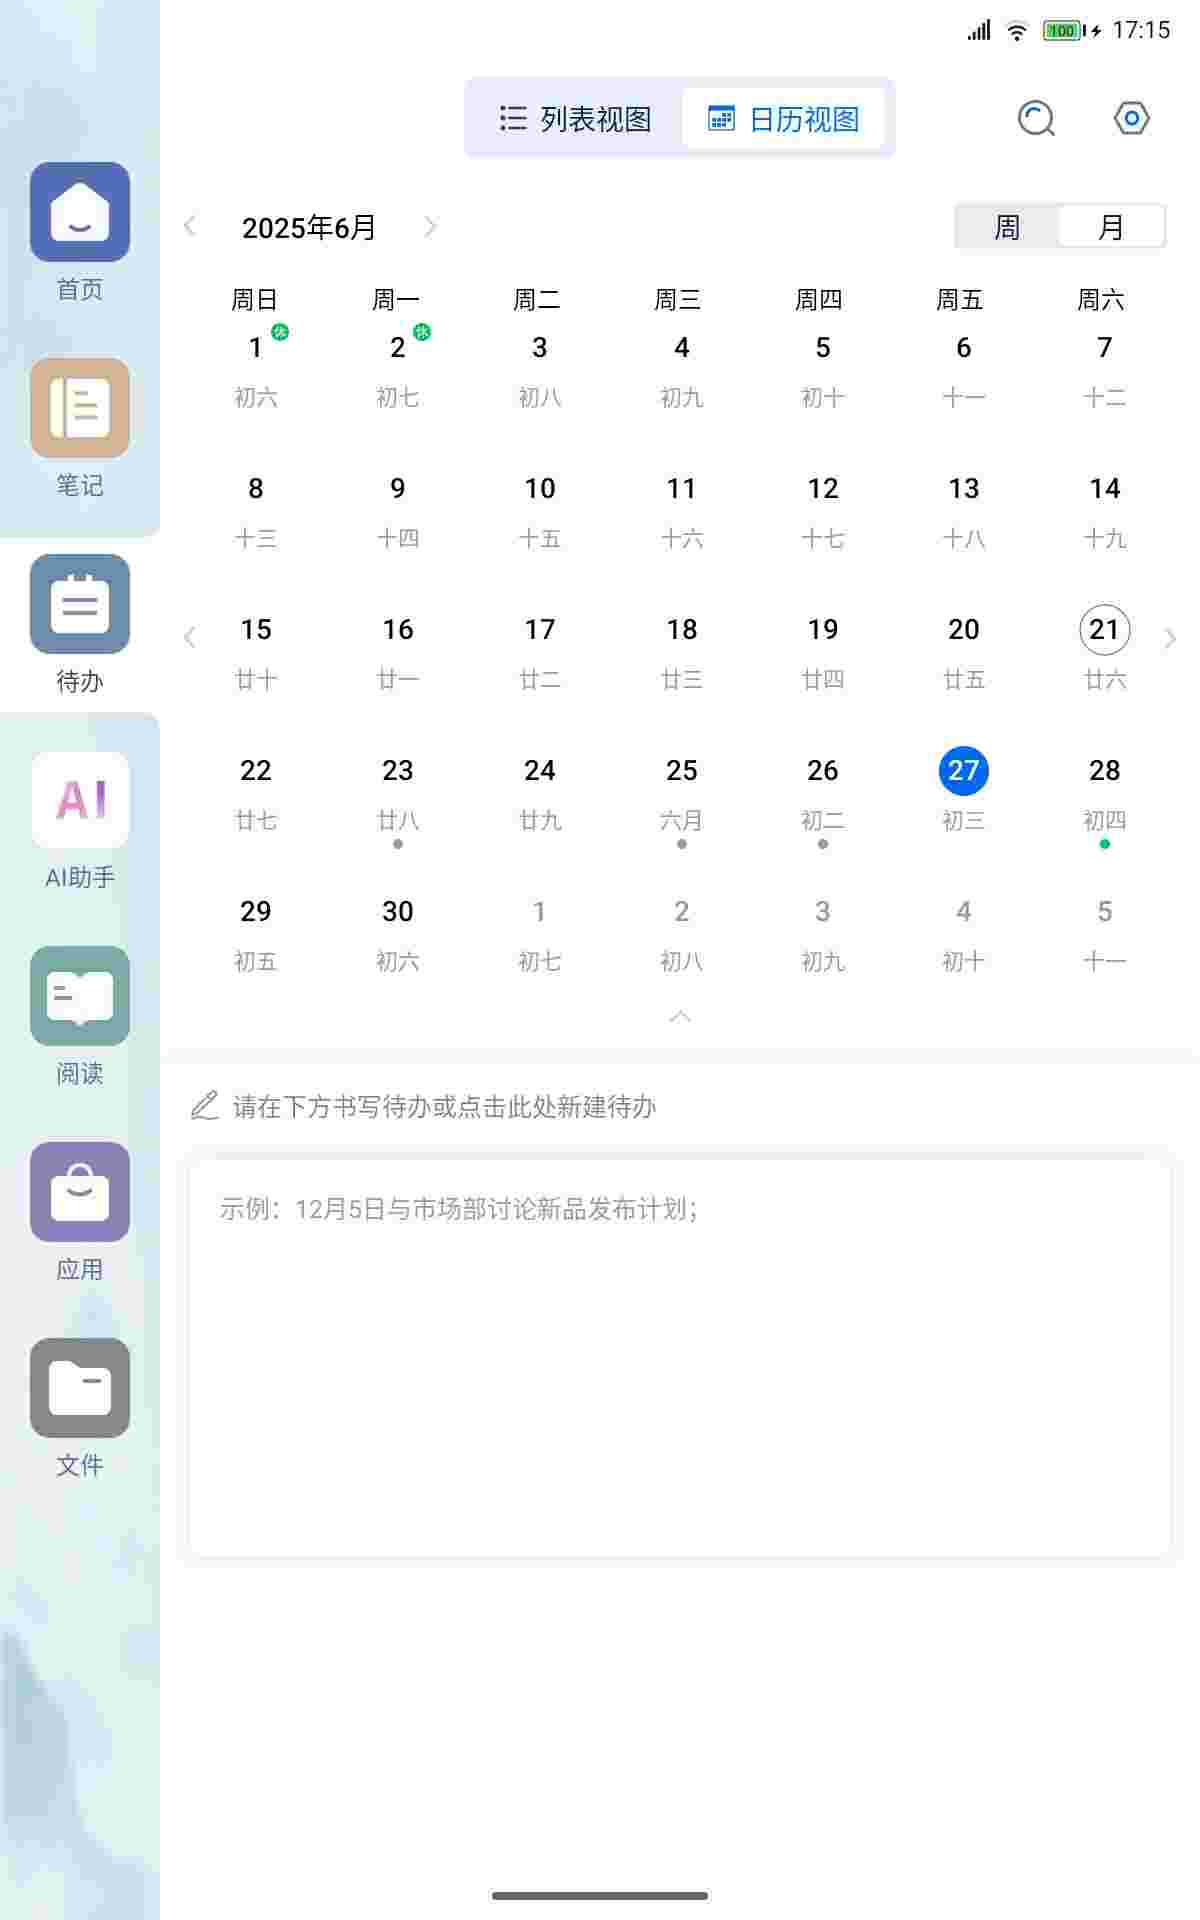 100 17:15
列表视图 日历视图
2025年6月 周 月
周日 周一 周二 周三 周四 周五 周六
1 休 2 休 3 4 5 6 7
初六 初七 初八 初九 初十 十一 十二
8 9 10 11 12 13 14
十三 十四 十五 十六 十七 十八 十九
15 16 17 18 19 20 21
廿十 廿一 廿二 廿三 廿四 廿五 廿六
22 23 24 25 26 27 28
廿七 廿八 廿九 六月 初二 初三 初四
29 30 1 2 3 4 5
初五 初六 初七 初八 初九 初十 十一
请在下方书写待办或点击此处新建待办
示例：12月5日与市场部讨论新品发布计划；
首页
笔记
待办
AI
AI助手
阅读
应用
文件